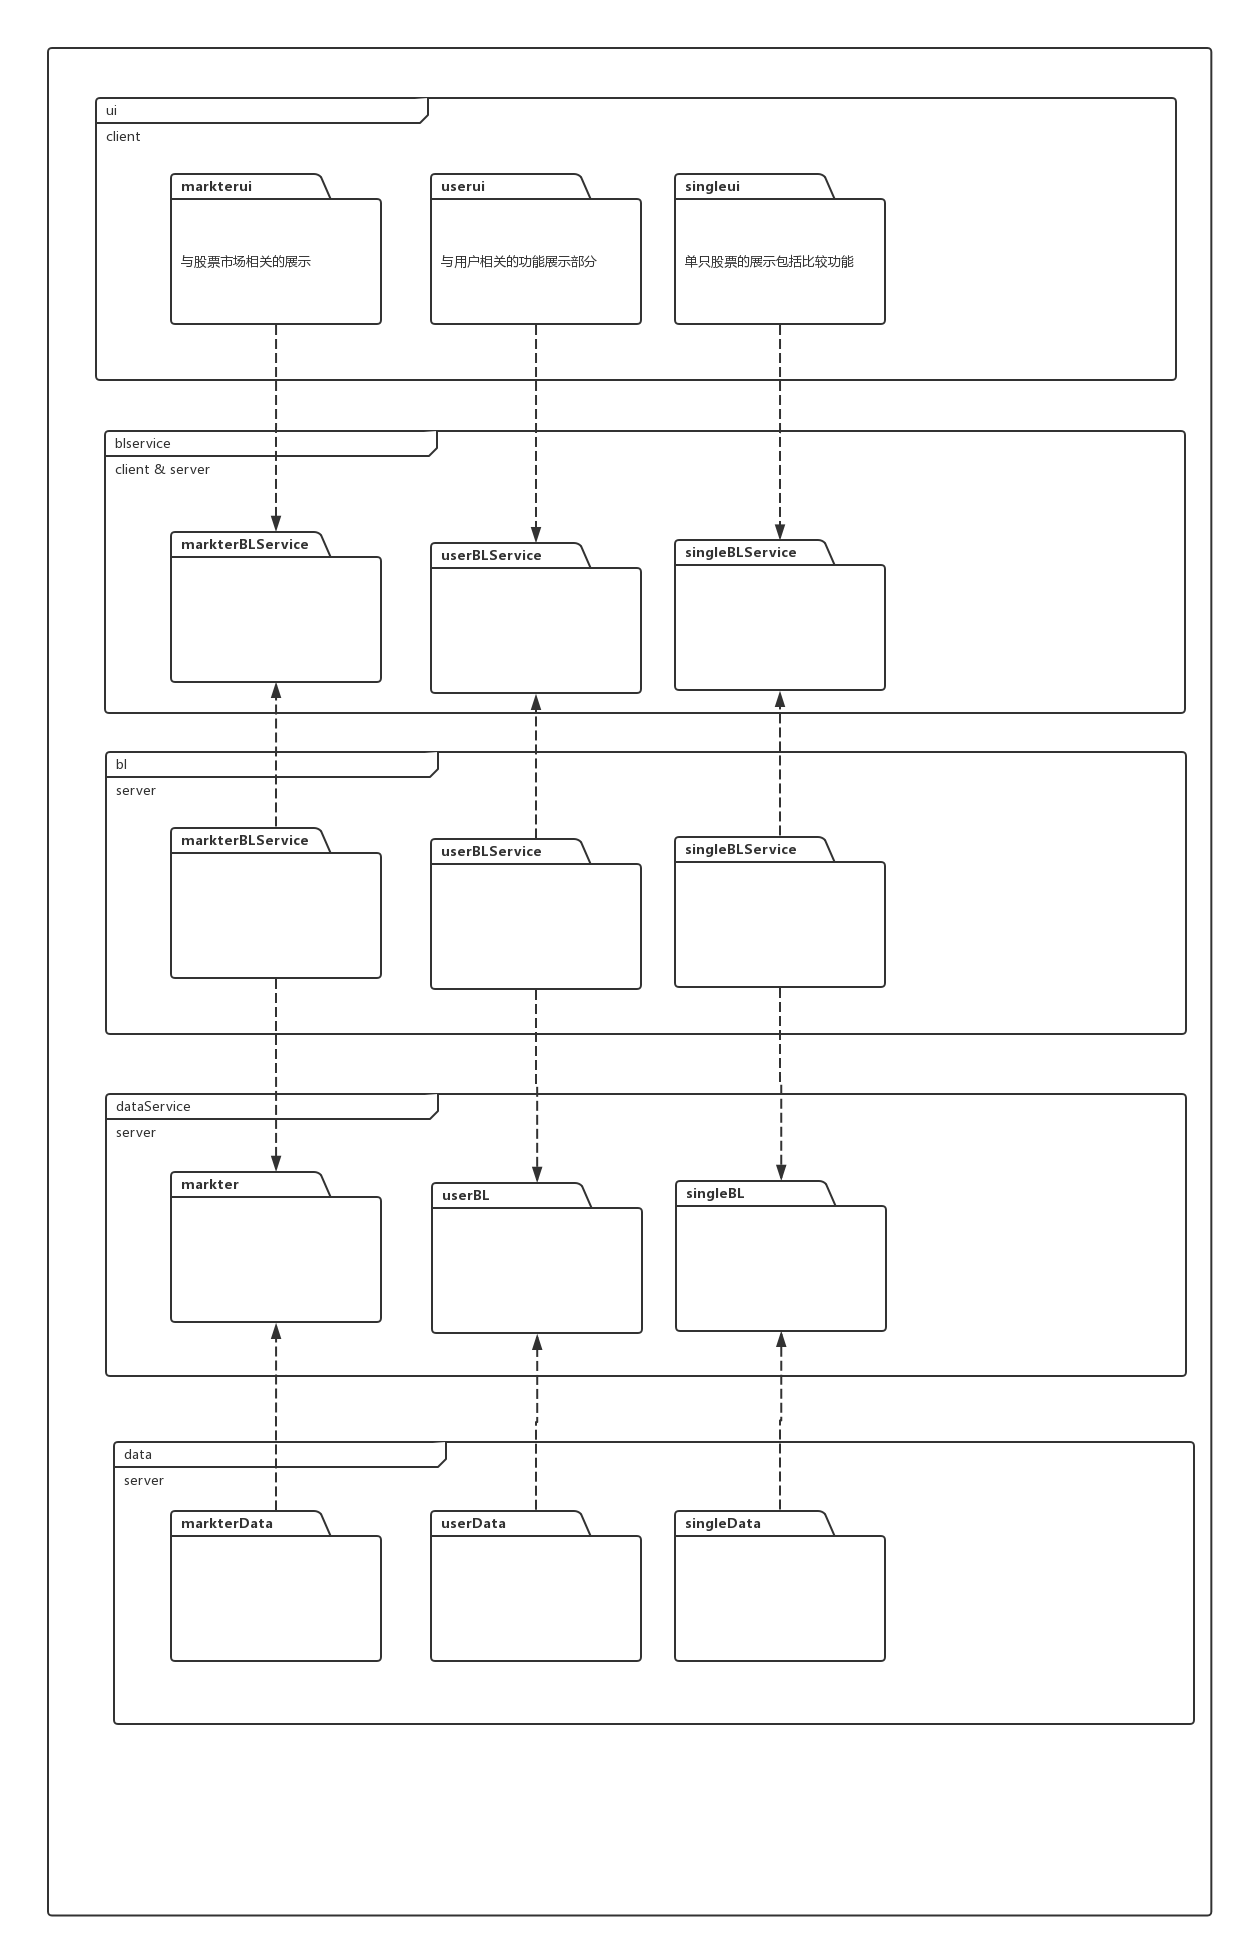 ui
client
markterui
userui
singleui
与股票市场相关的展示
与用户相关的功能展示部分
单只股票的展示包括比较功能
blservice
client & server
markterBLService
userBLService
singleBLService
bl
server
markterBLService
userBLService
singleBLService
dataService
server
markter
userBL
singleBL
data
server
markterData
userData
singleData